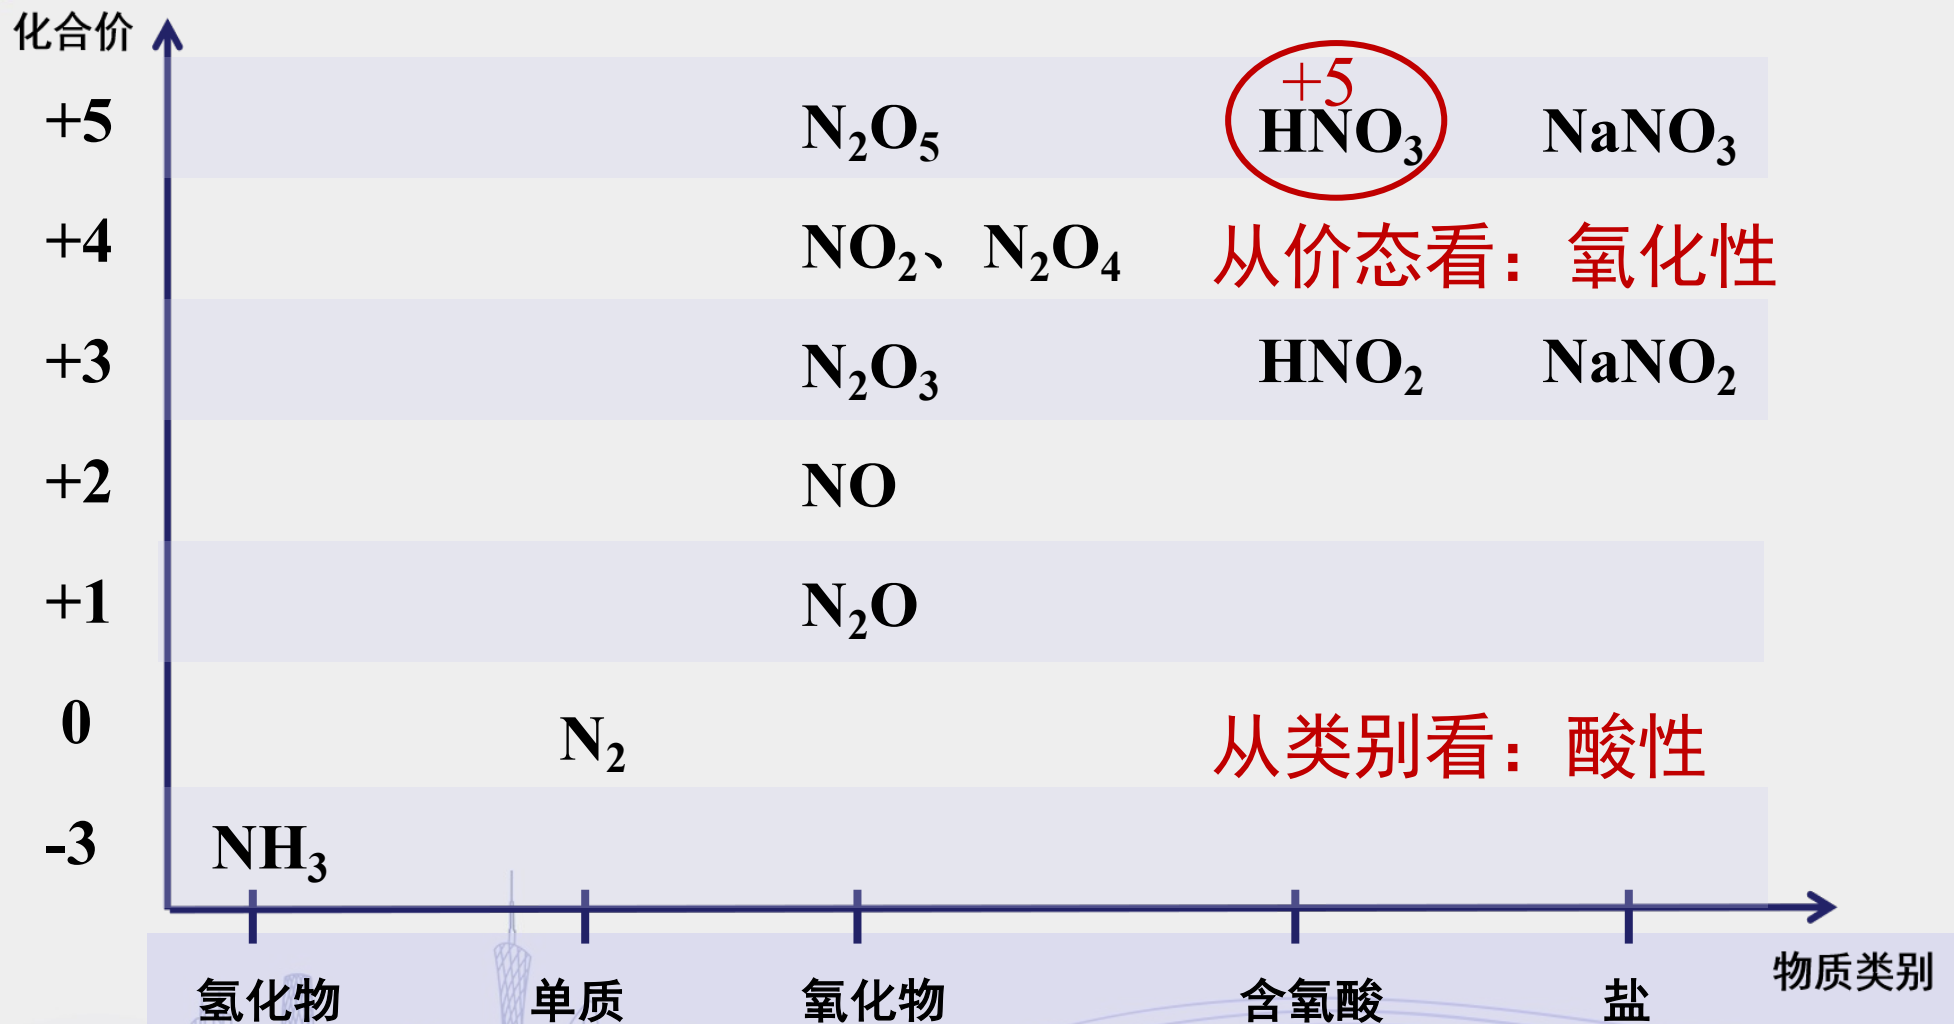 化合价
+5
N₂O₅
+5
HNO₃
NaNO₃
+4
NO₂、N₂O₄
从价态看：氧化性
+3
N₂O₃
HNO₂
NaNO₂
+2
NO
+1
N₂O
0
N₂
从类别看：酸性
-3
NH₃
氢化物
单质
氧化物
含氧酸
盐
物质类别